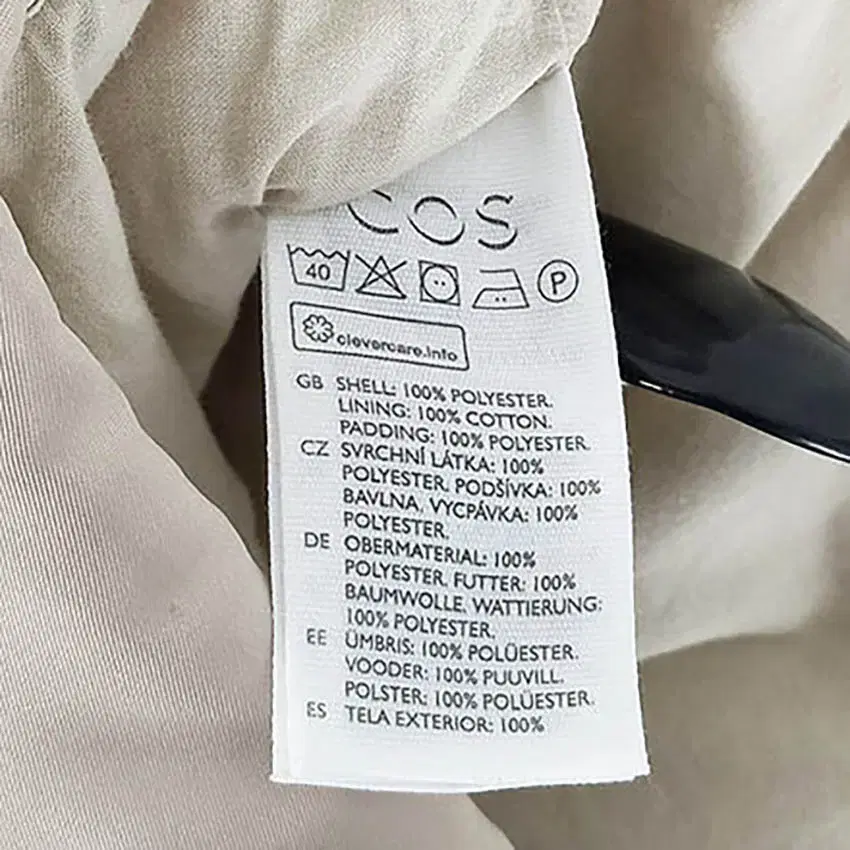 COS
40 P
clevercare.info
GB SHELL: 100% POLYESTER.
LINING: 100% COTTON.
PADDING: 100% POLYESTER.
CZ SVRCHNÍ LÁTKA: 100%
POLYESTER. PODŠÍVKA: 100%
BAVLNA. VYCPÁVKA: 100%
POLYESTER.
DE OBERMATERIAL: 100%
POLYESTER. FUTTER: 100%
BAUMWOLLE. WATTIERUNG:
100% POLYESTER.
EE ÜMBRIS: 100% POLÜESTER.
VOODER: 100% PUUVILL.
POLSTER: 100% POLÜESTER.
ES TELA EXTERIOR: 100%